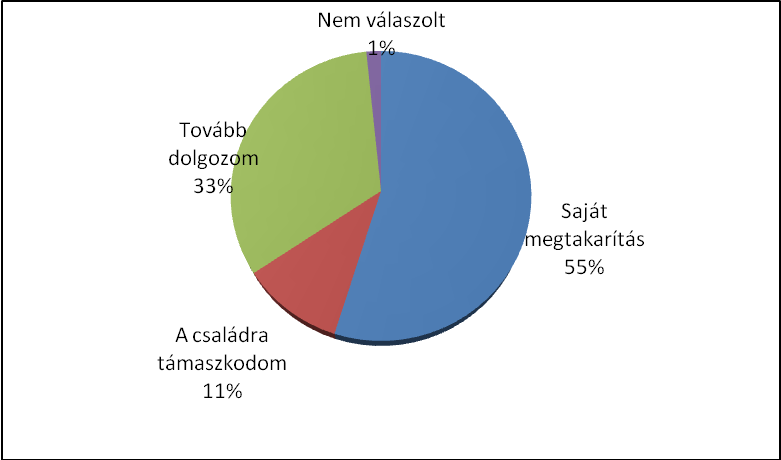 Nem válaszolt
1%
Tovább
dolgozom
33%
Saját
megtakarítás
55%
A családra
támaszkodom
11%